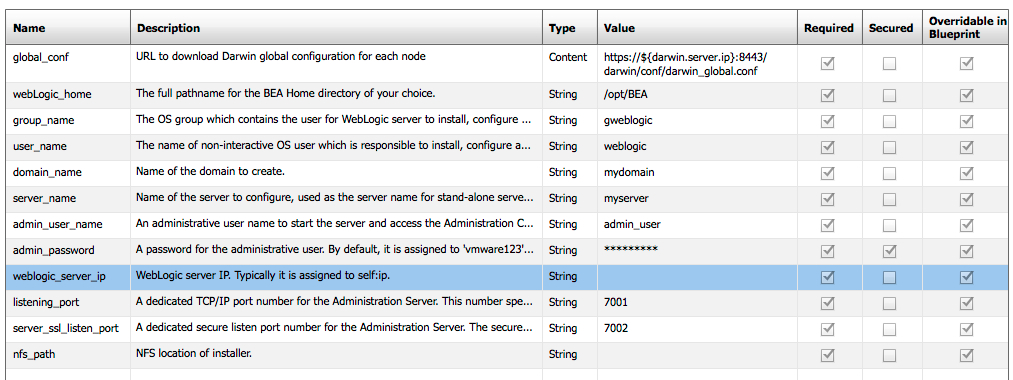 Name Description Type Value Required Secured Overridable in
Blueprint
global_conf URL to download Darwin global configuration for each node Content https://${darwin.server.ip}:8443/
darwin/conf/darwin_global.conf
webLogic_home The full pathname for the BEA Home directory of your choice. String /opt/BEA
group_name The OS group which contains the user for WebLogic server to install, configure ... String gweblogic
user_name The name of non-interactive OS user which is responsible to install, configure a... String weblogic
domain_name Name of the domain to create. String mydomain
server_name Name of the server to configure, used as the server name for stand-alone serve... String myserver
admin_user_name An administrative user name to start the server and access the Administration C... String admin_user
admin_password A password for the administrative user. By default, it is assigned to 'vmware123'... String *********
weblogic_server_ip WebLogic server IP. Typically it is assigned to self:ip. String
listening_port A dedicated TCP/IP port number for the Administration Server. This number spe... String 7001
server_ssl_listen_port A dedicated secure listen port number for the Administration Server. The secure... String 7002
nfs_path NFS location of installer. String